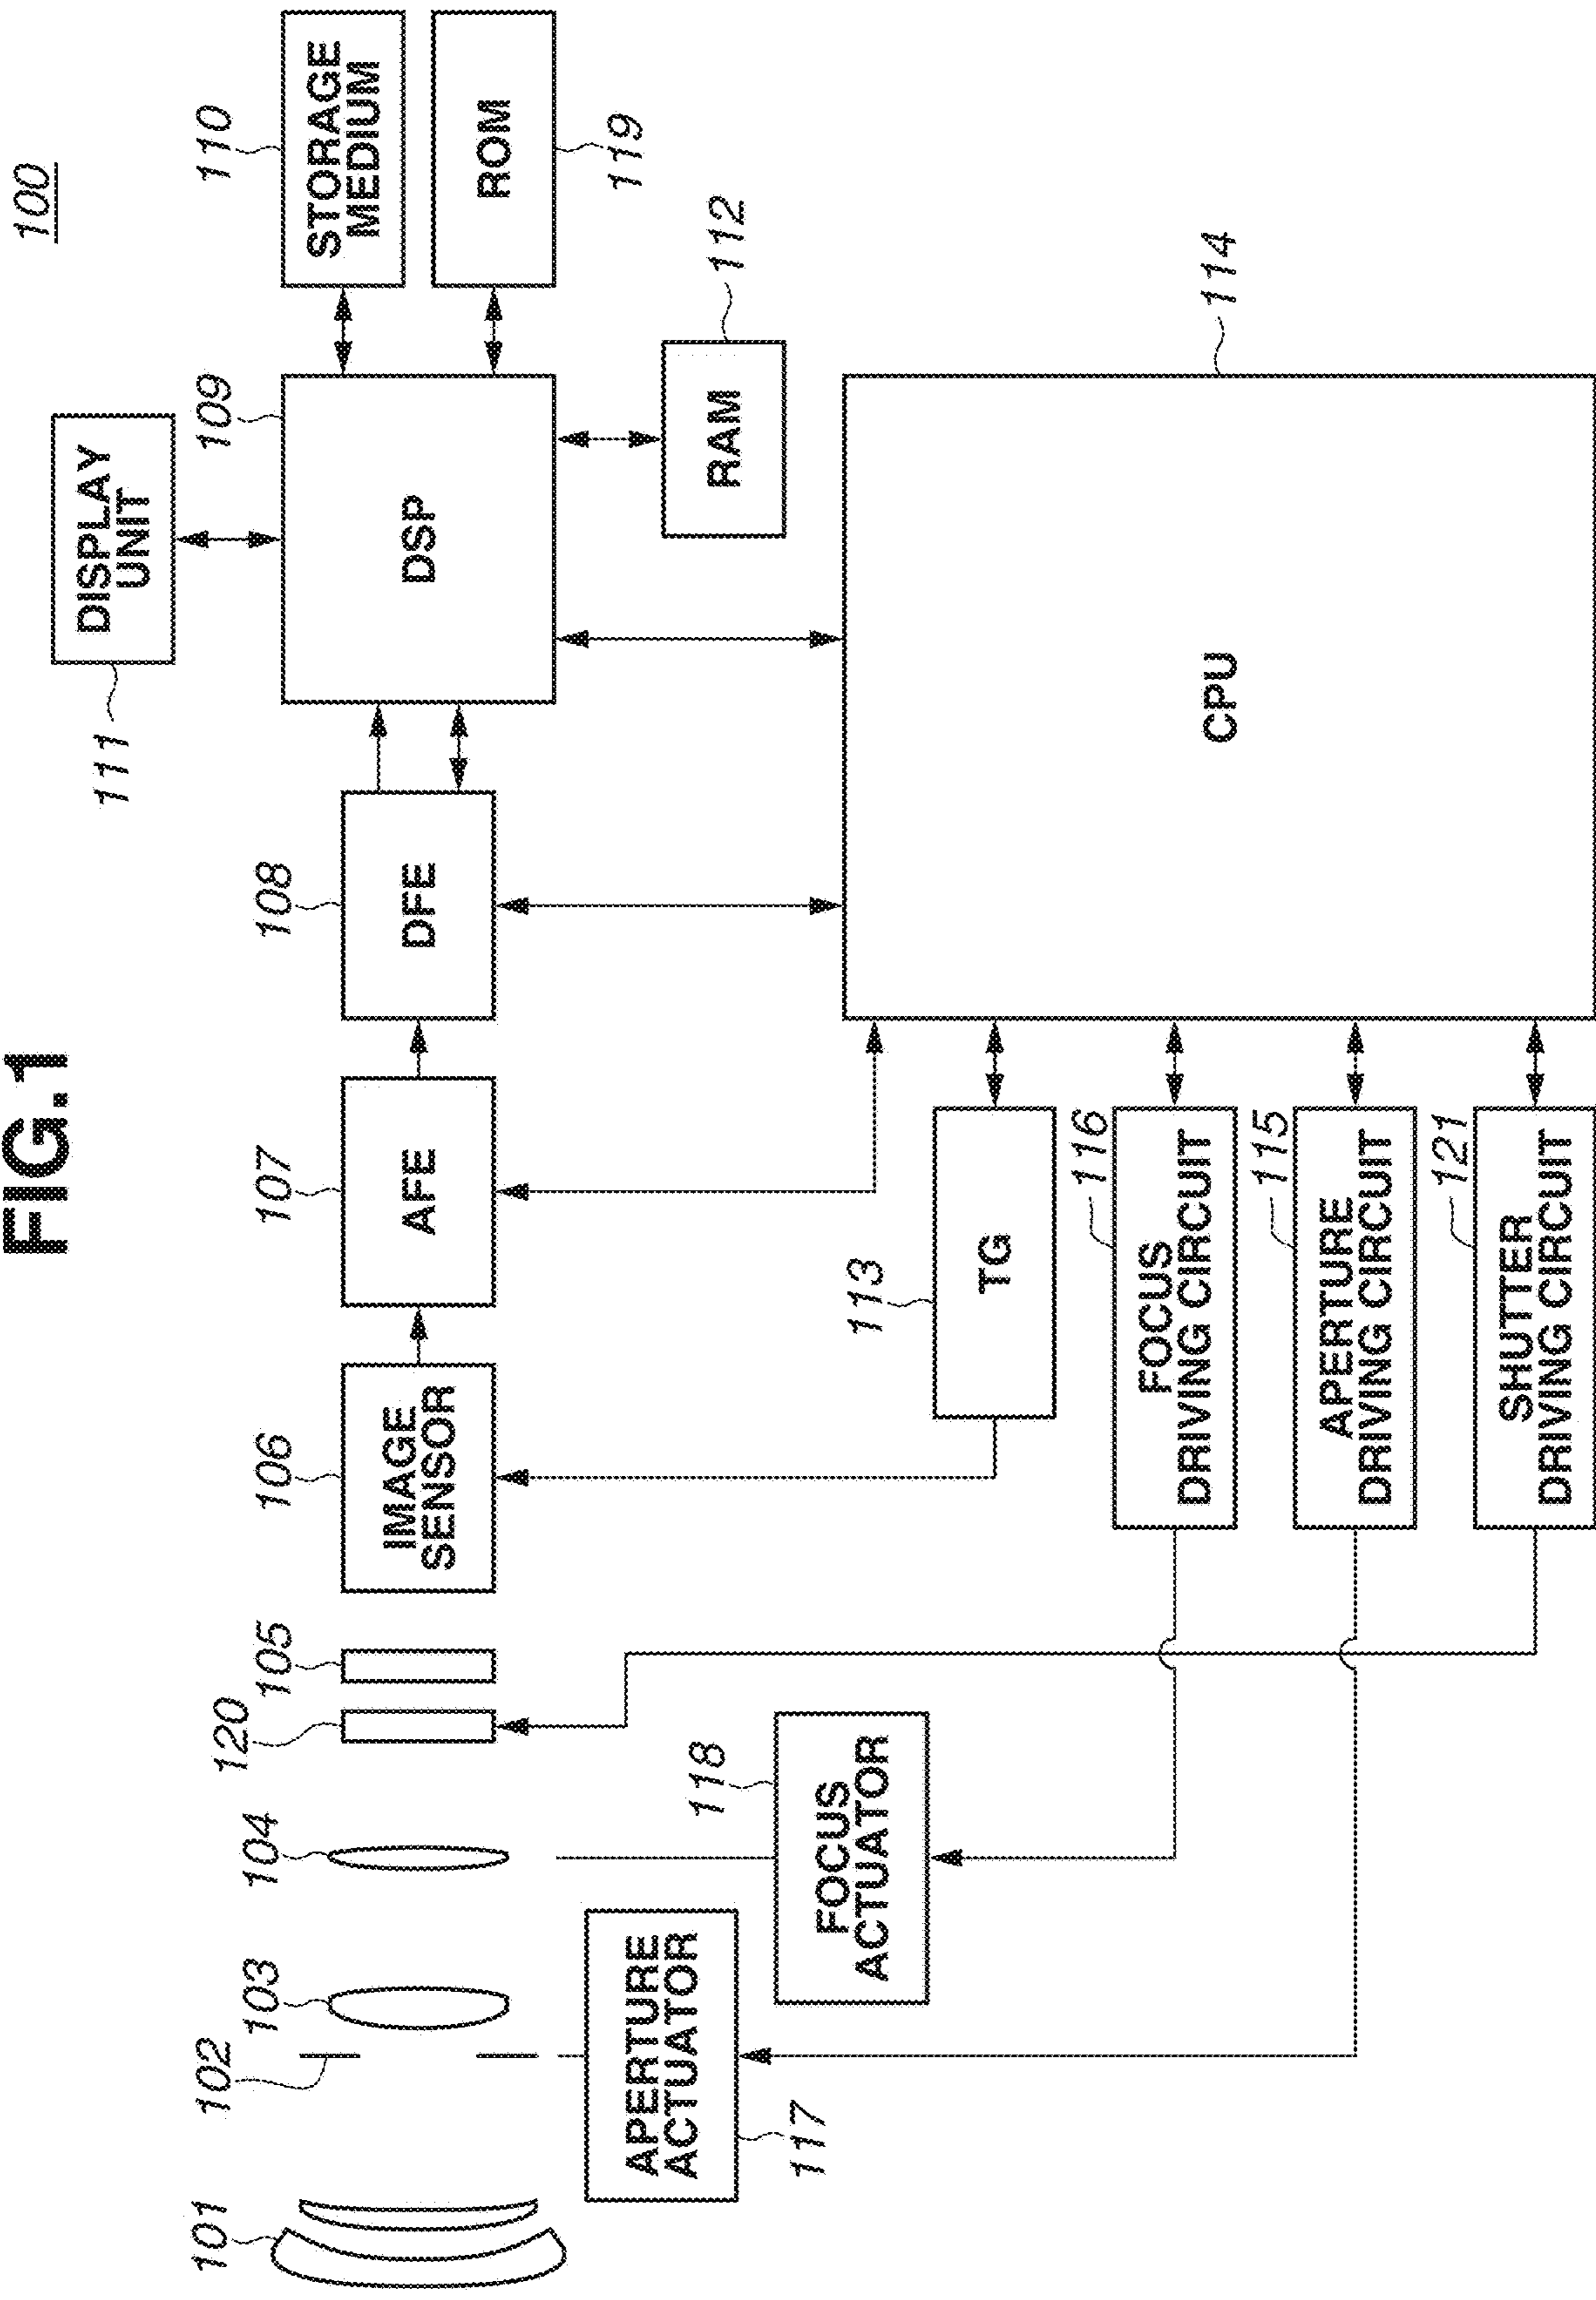 FIG.1
100
DISPLAY
UNIT
111
110
STORAGE
MEDIUM
ROM
119
109
DSP
112
RAM
108
DFE
107
AFE
106
IMAGE
SENSOR
105
120
104
103
102
101
114
CPU
113
TG
116
FOCUS
DRIVING CIRCUIT
115
APERTURE
DRIVING CIRCUIT
121
SHUTTER
DRIVING CIRCUIT
118
FOCUS
ACTUATOR
APERTURE
ACTUATOR
117